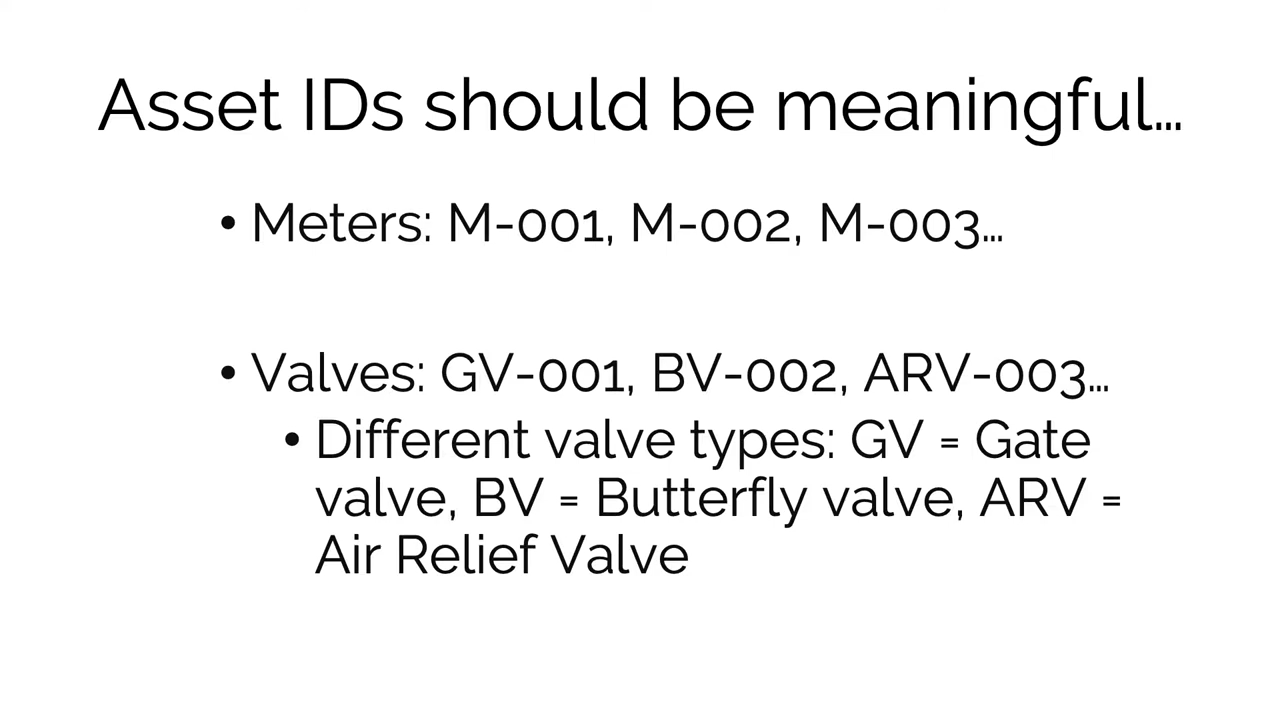 Asset IDs should be meaningful...
• Meters: M-001, M-002, M-003...
• Valves: GV-001, BV-002, ARV-003...
• Different valve types: GV = Gate
valve, BV = Butterfly valve, ARV =
Air Relief Valve